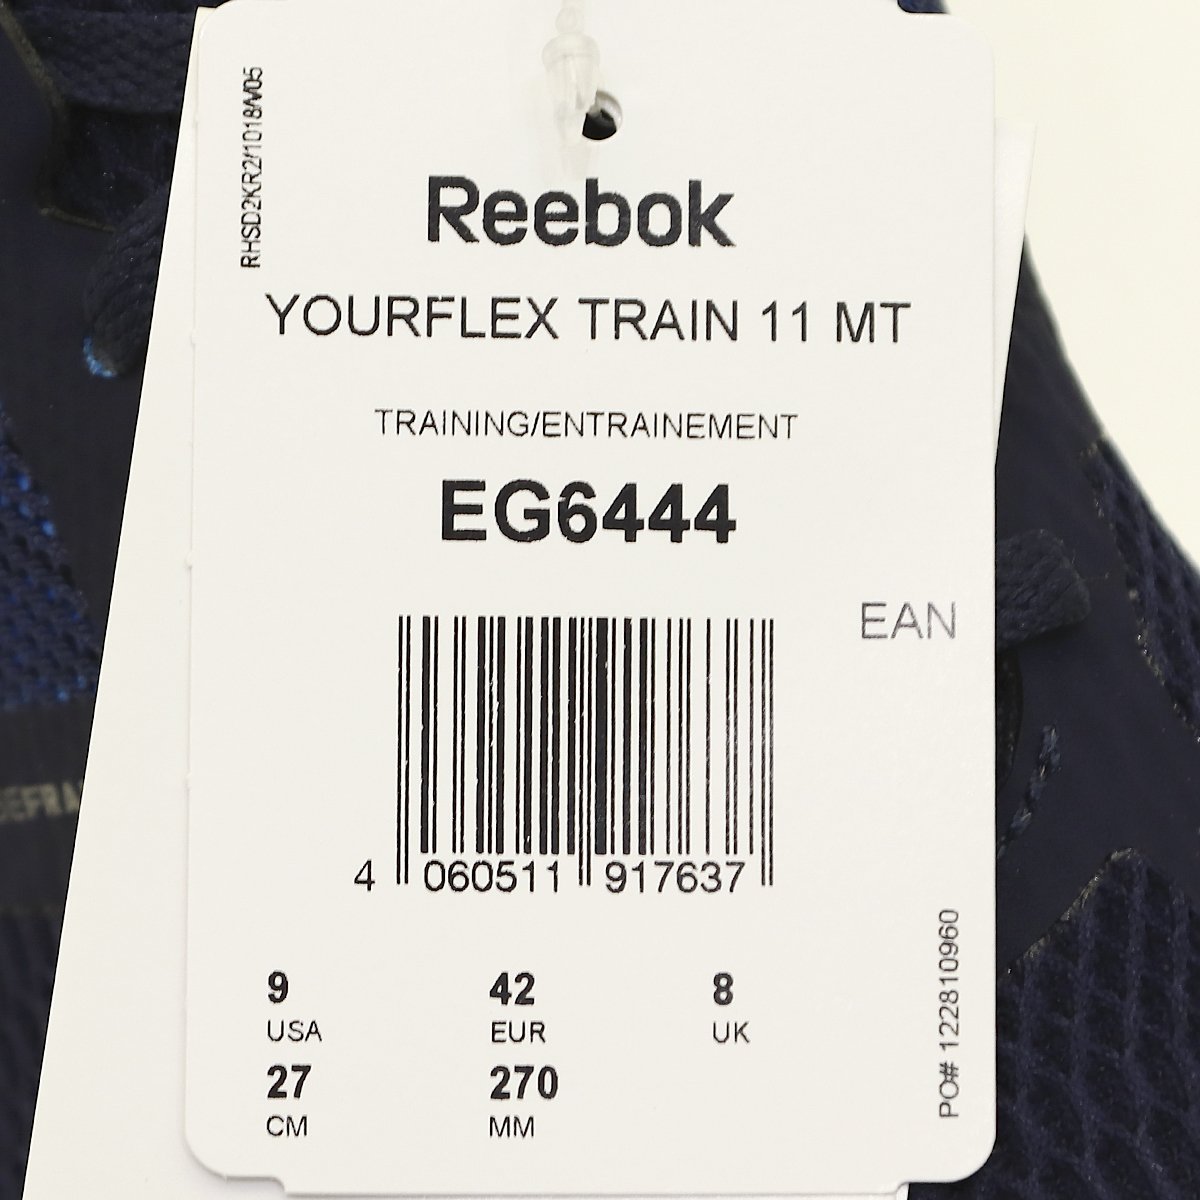 RHSD2KR2/1018/V05
Reebok
YOURFLEX TRAIN 11 MT
TRAINING/ENTRAINEMENT
EG6444
EAN
4 060511 917637
9 42 8
USA EUR UK
27 270
CM MM
PO# 122810960